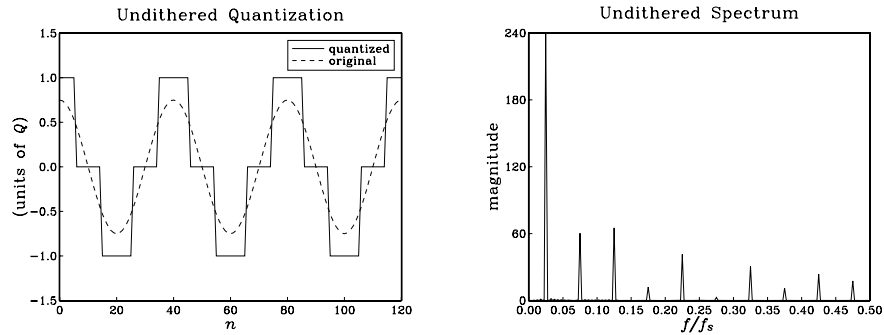 Undithered Quantization
1.5
1.0
0.5
0.0
−0.5
−1.0
−1.5
(units of Q)
quantized
original
0 20 40 60 80 100 120
n
Undithered Spectrum
240
180
120
60
0
magnitude
0.00 0.05 0.10 0.15 0.20 0.25 0.30 0.35 0.40 0.45 0.50
f/fs